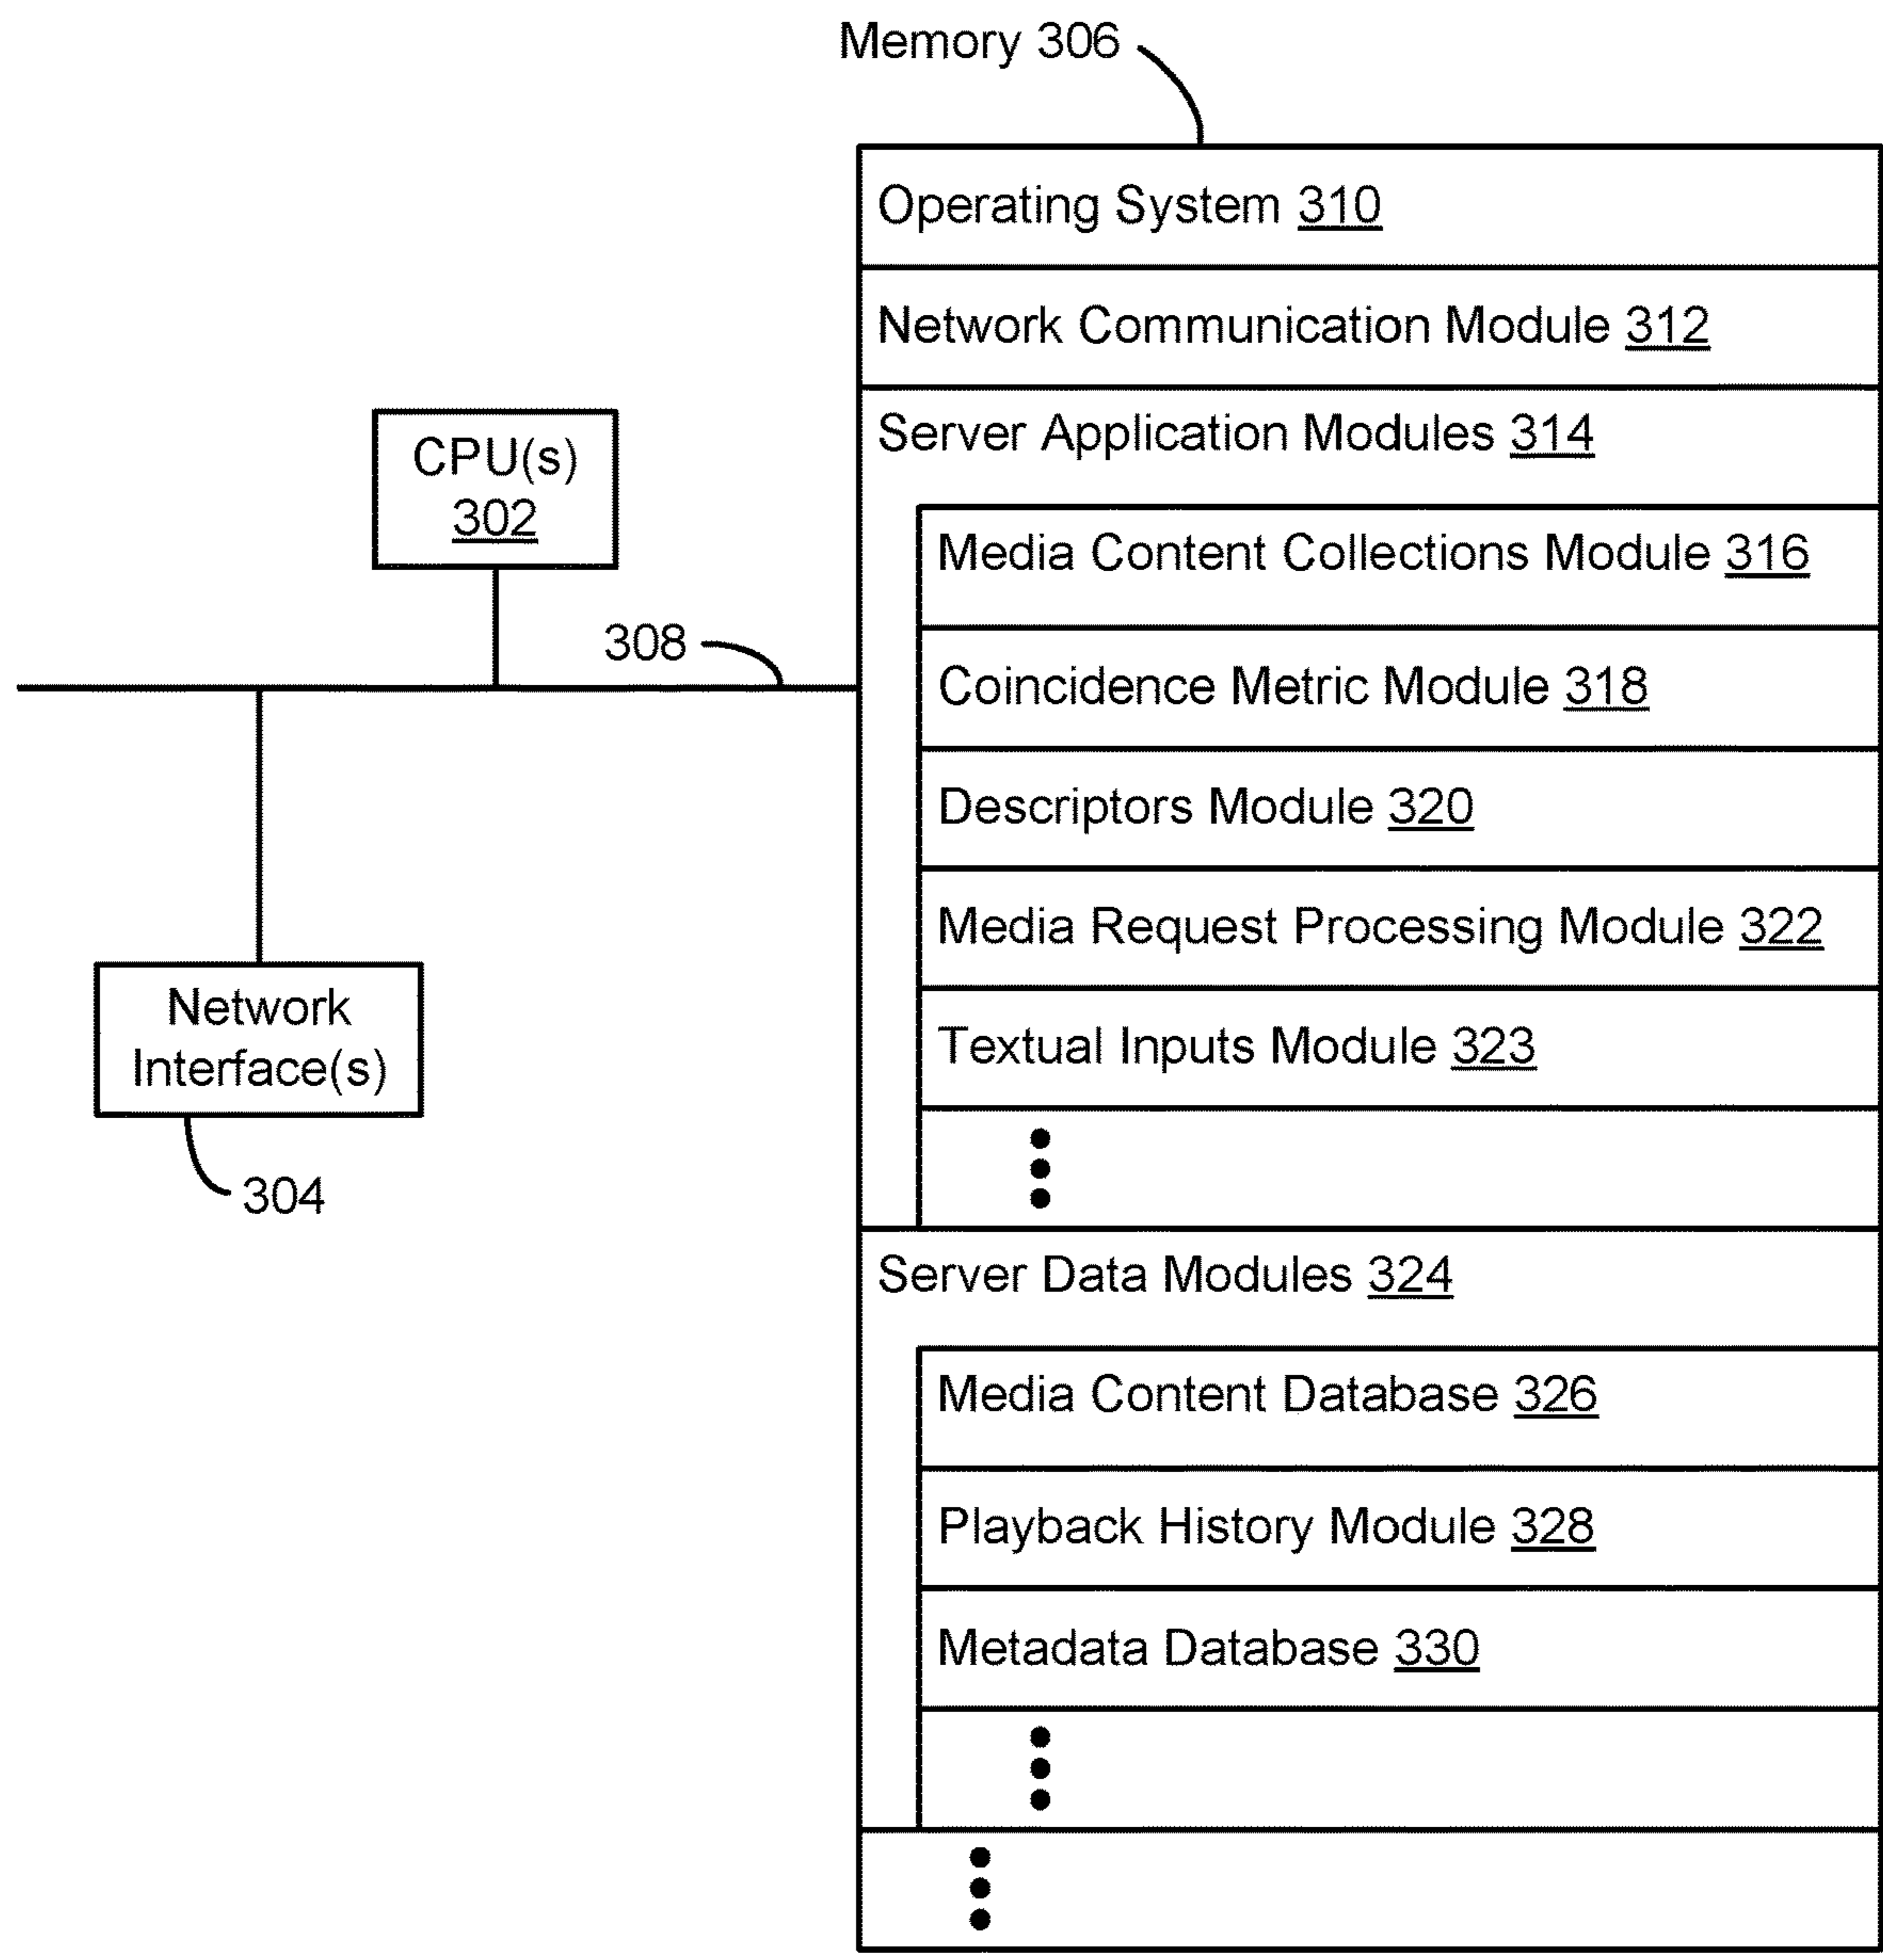 Memory 306
Operating System 310
Network Communication Module 312
Server Application Modules 314
CPU(s)
302
Media Content Collections Module 316
308
Coincidence Metric Module 318
Descriptors Module 320
Media Request Processing Module 322
Network
Interface(s)
Textual Inputs Module 323
304
Server Data Modules 324
Media Content Database 326
Playback History Module 328
Metadata Database 330